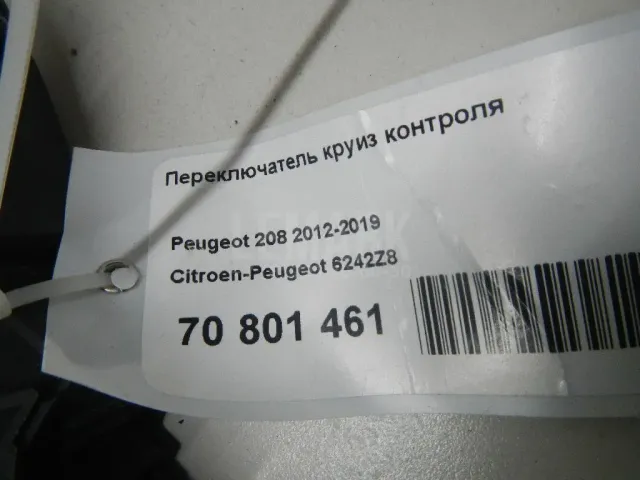 Переключатель круиз контроля
Peugeot 208 2012-2019
Citroen-Peugeot 6242Z8
70 801 461